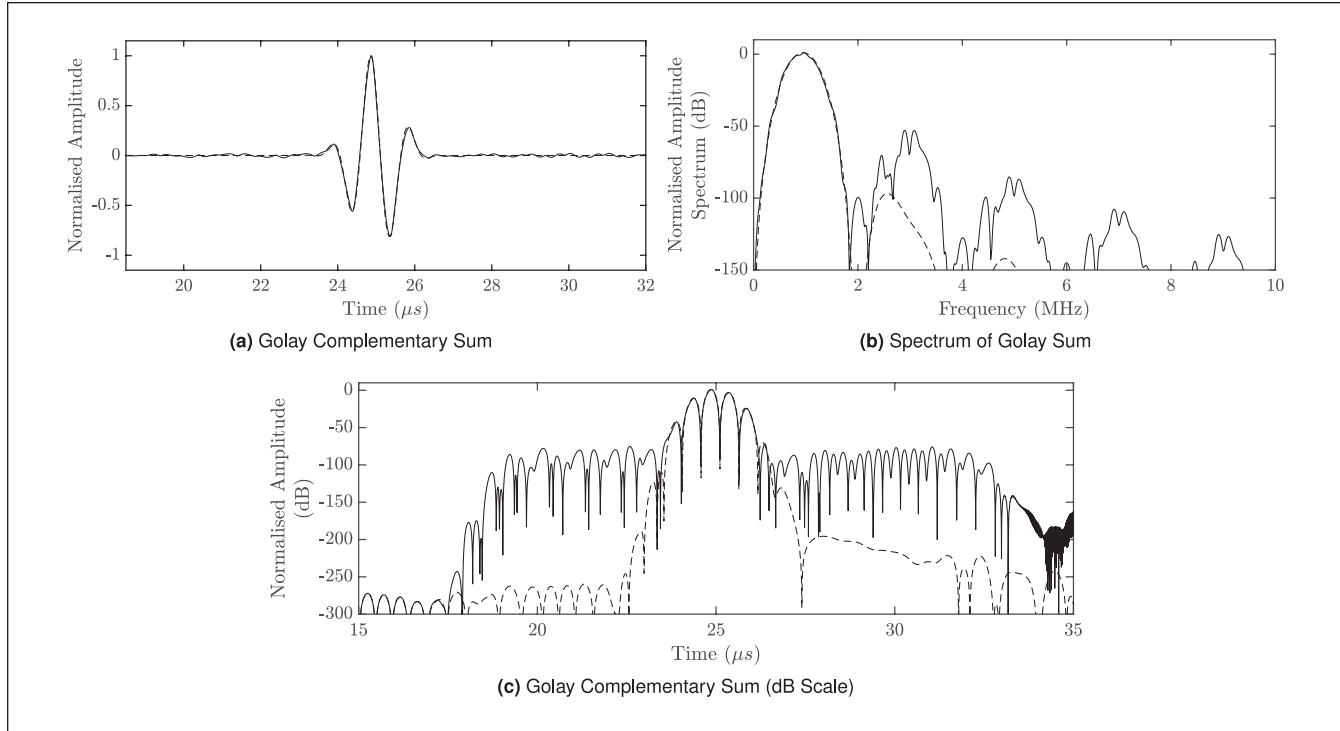 Normalised Amplitude
1
0.5
0
-0.5
-1
20 22 24 26 28 30 32
Time (μs)
(a) Golay Complementary Sum
Normalised Amplitude
Spectrum (dB)
0
-50
-100
-150
0 2 4 6 8 10
Frequency (MHz)
(b) Spectrum of Golay Sum
Normalised Amplitude
(dB)
0
-50
-100
-150
-200
-250
-300
15 20 25 30 35
Time (μs)
(c) Golay Complementary Sum (dB Scale)